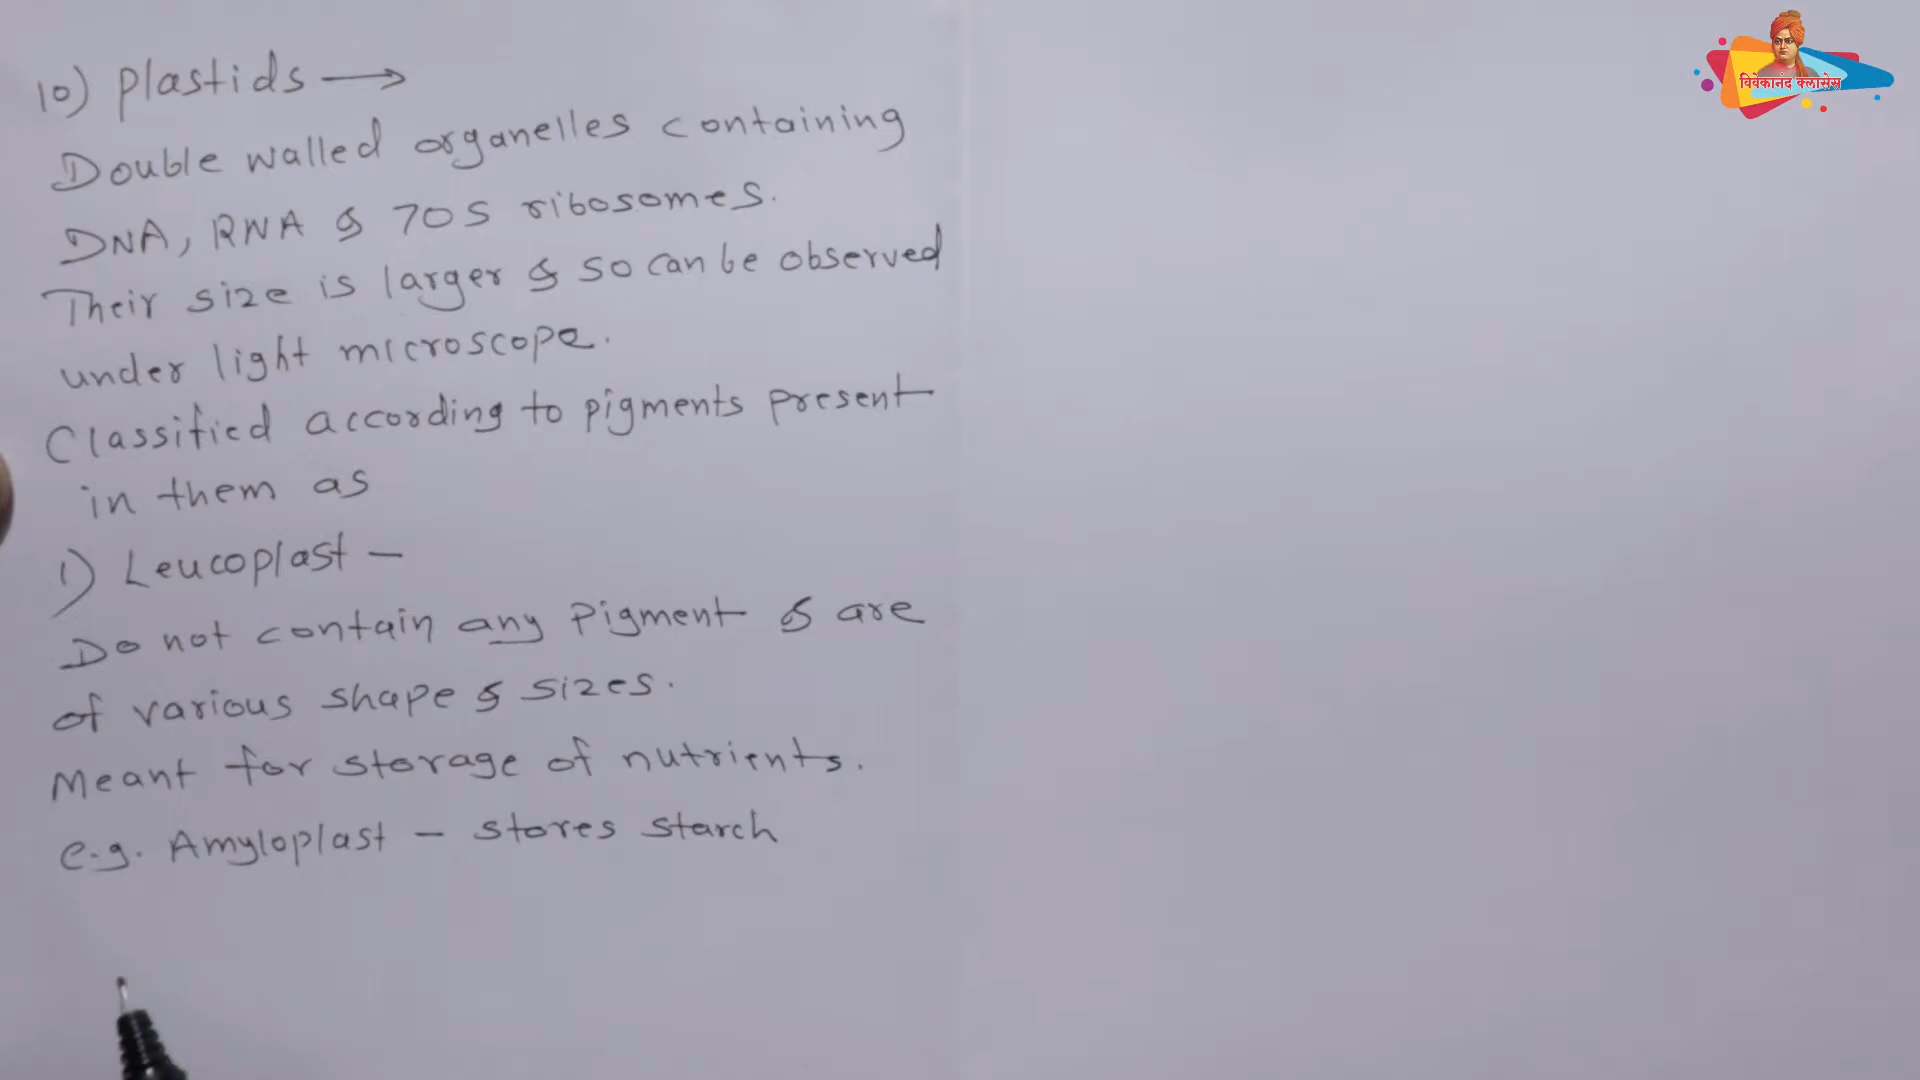 10) Plastids →
Double walled organelles containing
DNA, RNA & 70S ribosomes.
Their size is larger & so can be observed
under light microscope.
Classified according to pigments present
in them as
1) Leucoplast -
Do not contain any Pigment & are
of various shape & sizes.
Meant for storage of nutrients.
e.g. Amyloplast - stores starch
विवेकानंद क्लासेस